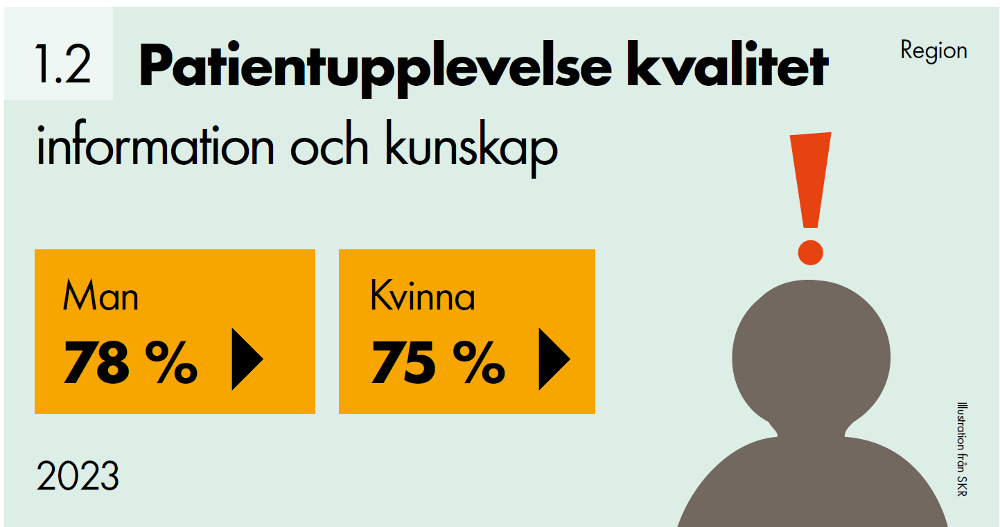 1.2 Patientupplevelse kvalitet
Region
information och kunskap
Man
78 %
Kvinna
75 %
2023
Illustration från SKR